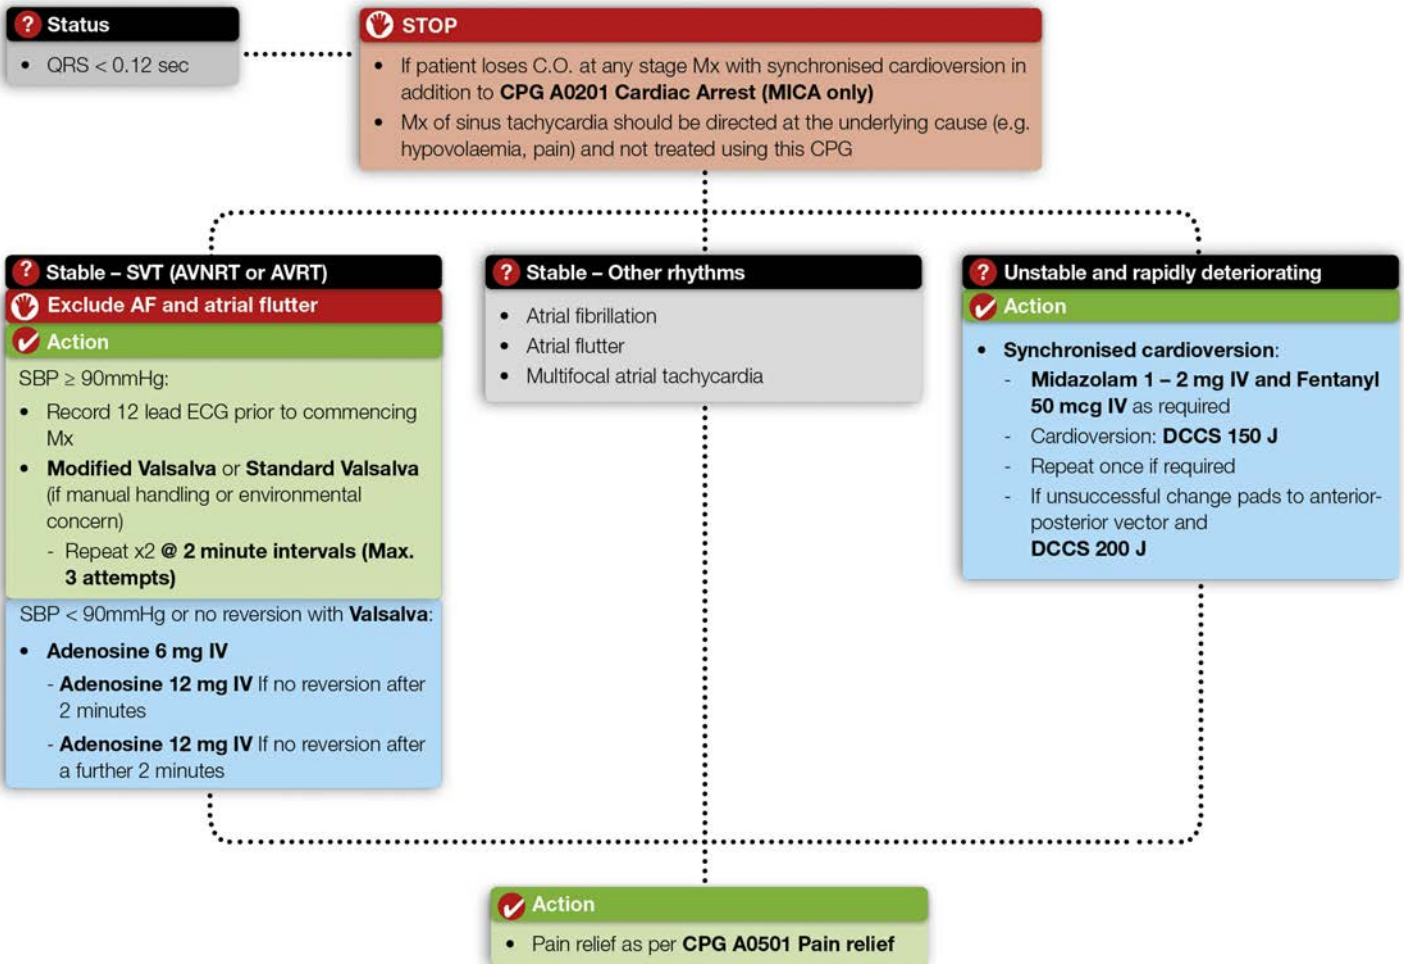 Status
• QRS < 0.12 sec
STOP
• If patient loses C.O. at any stage Mx with synchronised cardioversion in
addition to CPG A0201 Cardiac Arrest (MICA only)
• Mx of sinus tachycardia should be directed at the underlying cause (e.g.
hypovolaemia, pain) and not treated using this CPG
Stable – SVT (AVNRT or AVRT)
Exclude AF and atrial flutter
Action
SBP ≥ 90mmHg:
• Record 12 lead ECG prior to commencing
Mx
• Modified Valsalva or Standard Valsalva
(if manual handling or environmental
concern)
- Repeat x2 @ 2 minute intervals (Max.
3 attempts)
SBP < 90mmHg or no reversion with Valsalva:
• Adenosine 6 mg IV
- Adenosine 12 mg IV If no reversion after
2 minutes
- Adenosine 12 mg IV If no reversion after
a further 2 minutes
Stable – Other rhythms
• Atrial fibrillation
• Atrial flutter
• Multifocal atrial tachycardia
Unstable and rapidly deteriorating
Action
• Synchronised cardioversion:
- Midazolam 1 – 2 mg IV and Fentanyl
50 mcg IV as required
- Cardioversion: DCCS 150 J
- Repeat once if required
- If unsuccessful change pads to anterior-
posterior vector and
DCCS 200 J
Action
• Pain relief as per CPG A0501 Pain relief